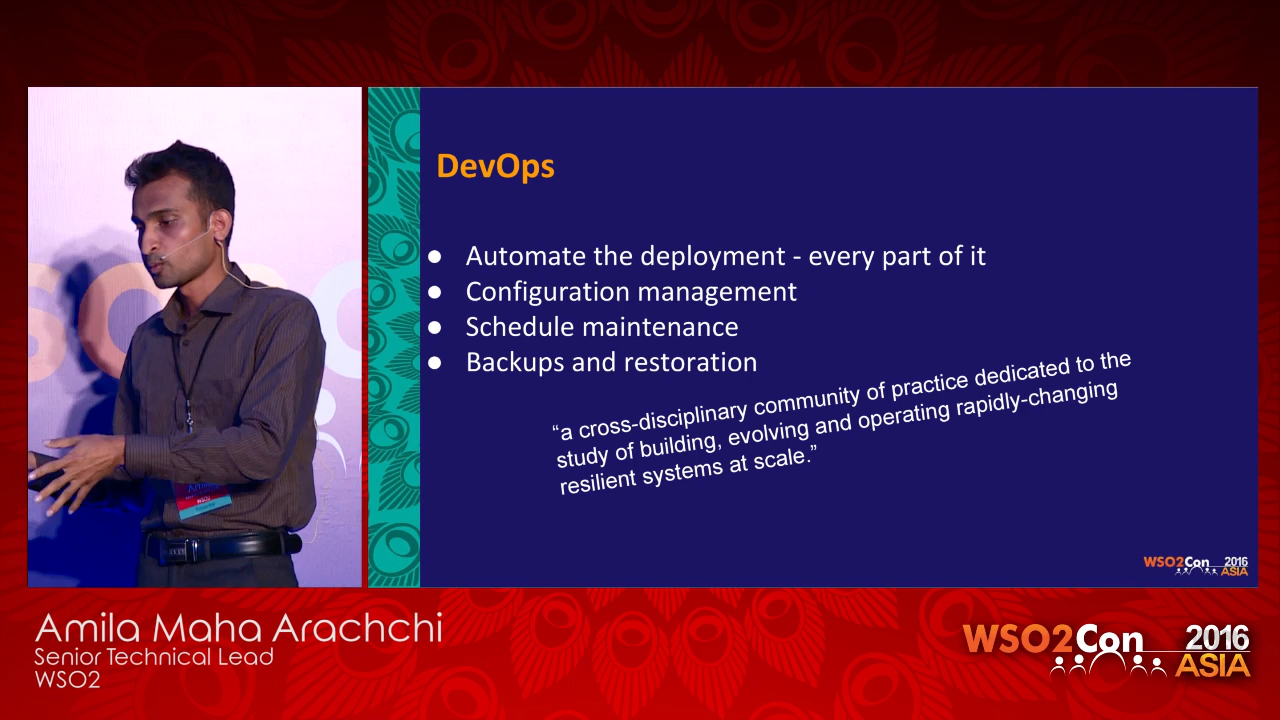 DevOps
● Automate the deployment - every part of it
● Configuration management
● Schedule maintenance
● Backups and restoration
“a cross-disciplinary community of practice dedicated to the
study of building, evolving and operating rapidly-changing
resilient systems at scale.”
WSO2Con 2016
ASIA
WSO2
Amila Maha Arachchi
Senior Technical Lead
WSO2
WSO2Con 2016
ASIA